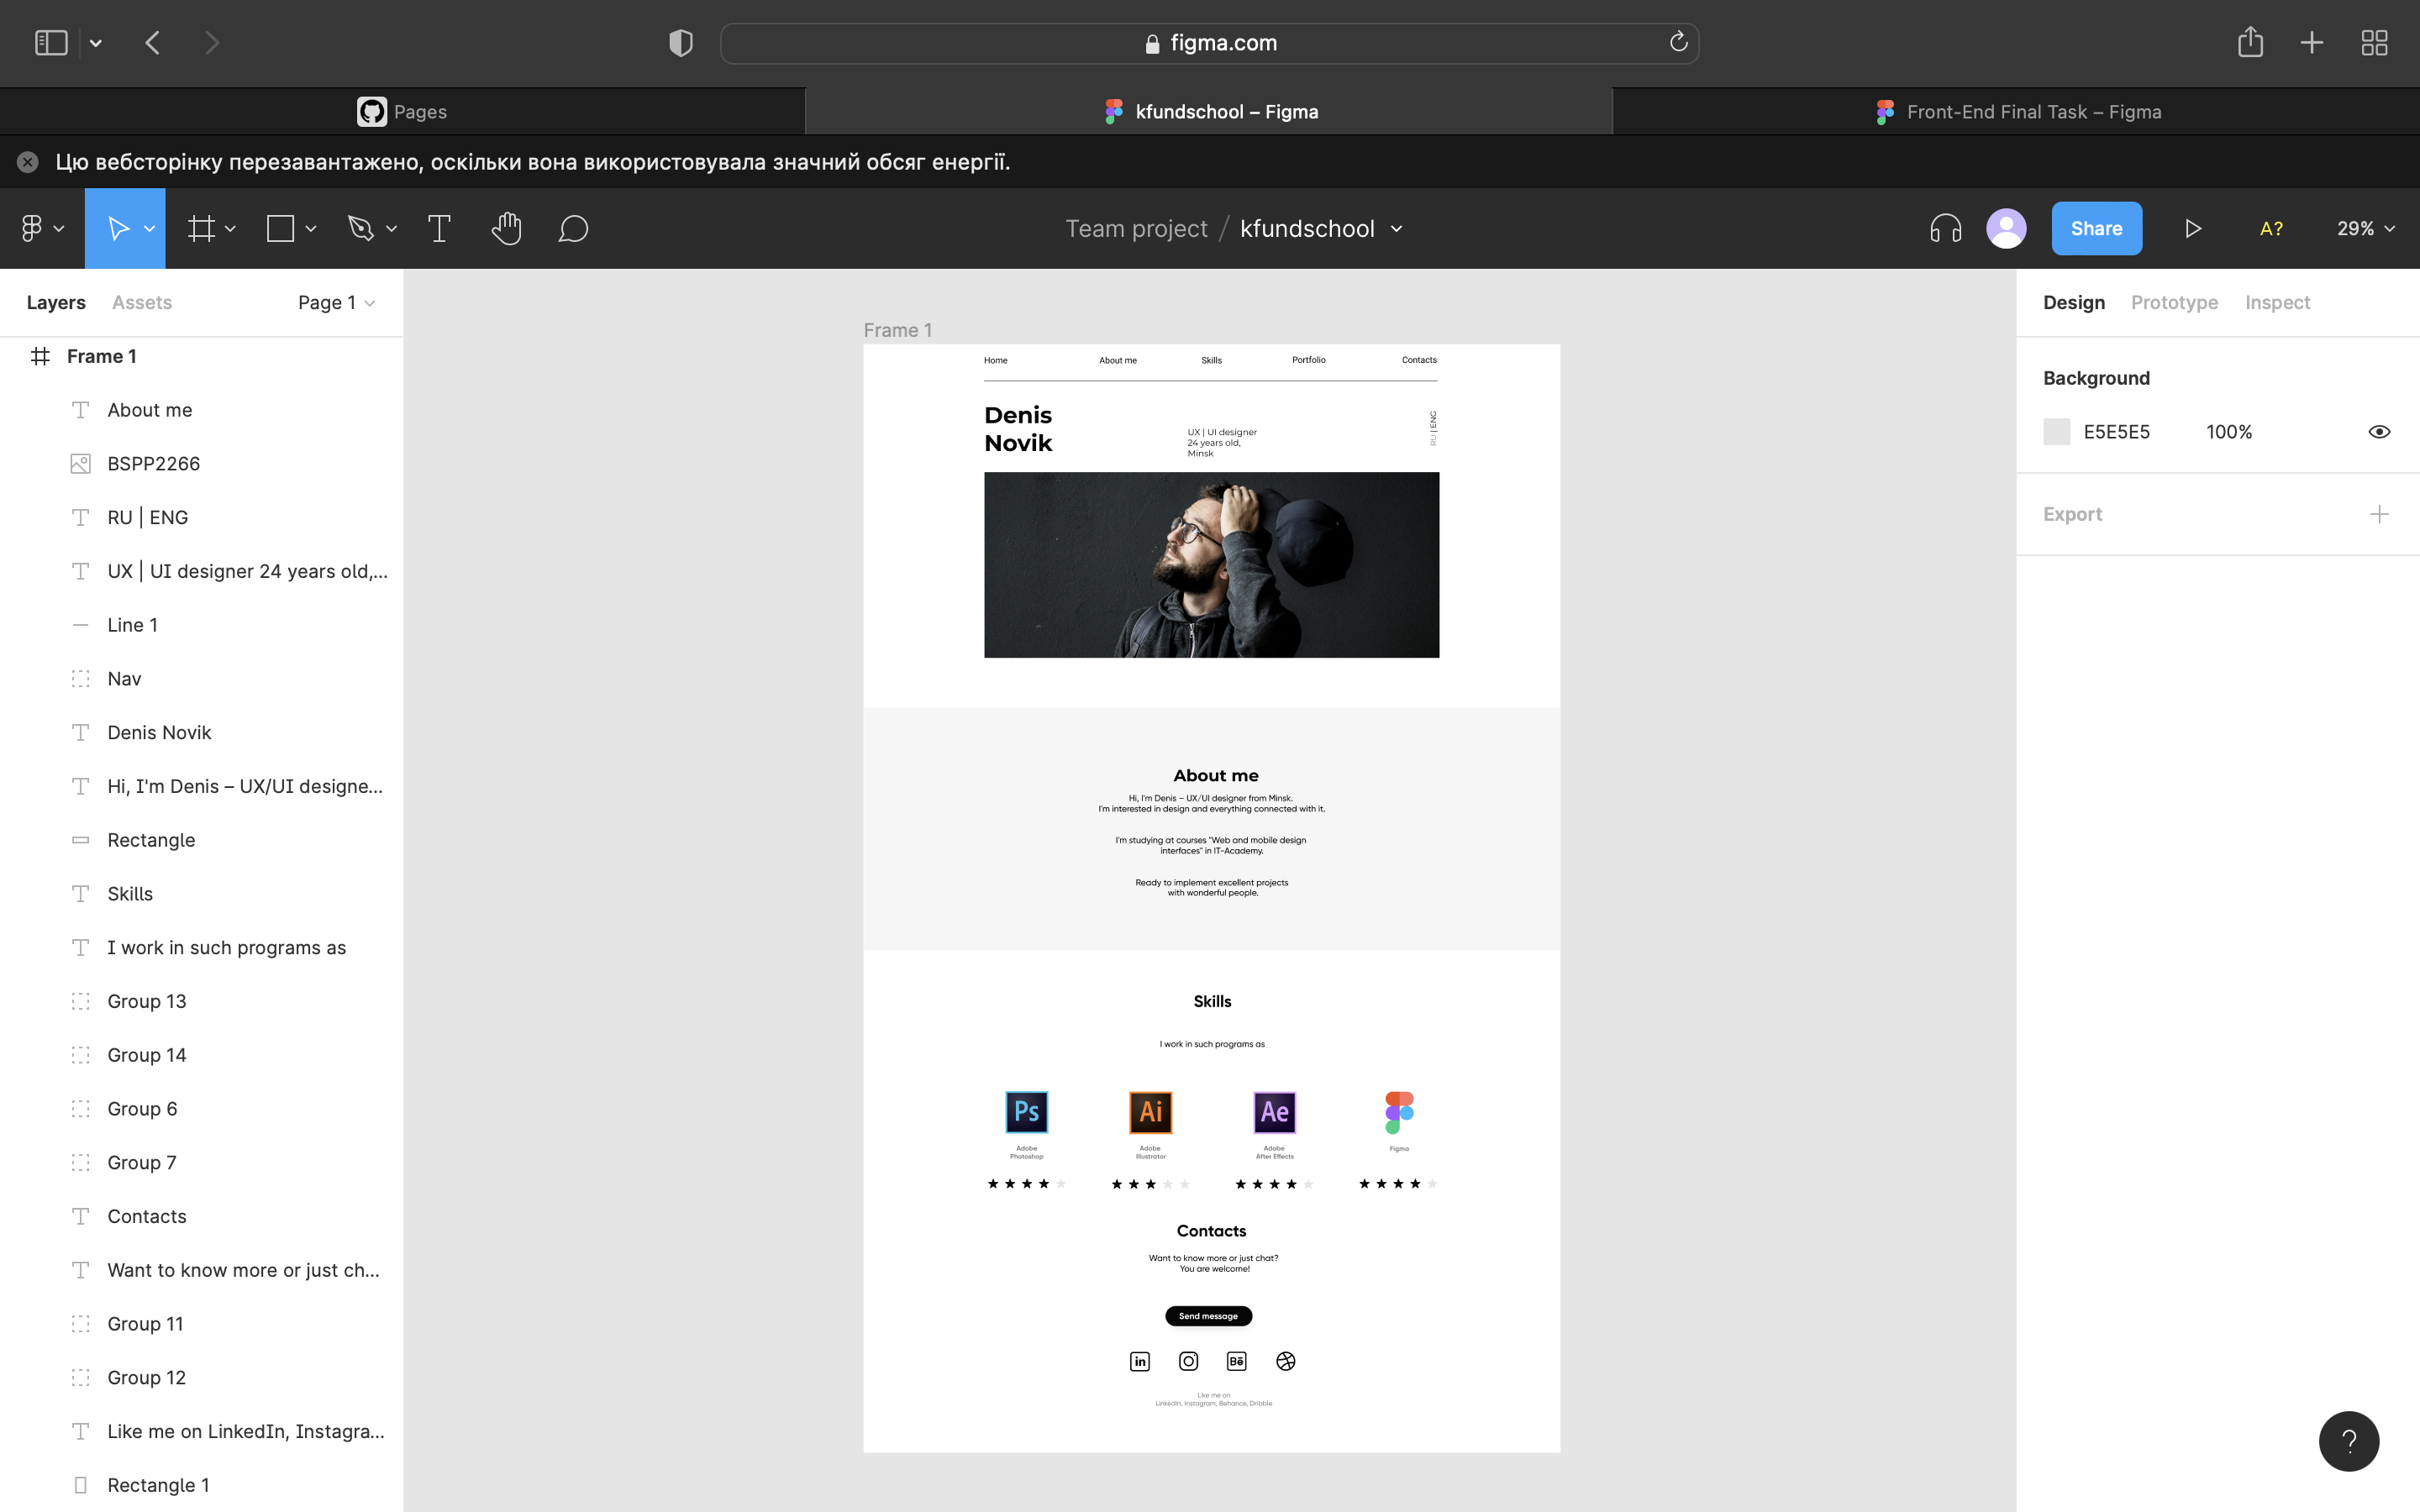 figma.com
Pages
kfundschool – Figma
Front-End Final Task – Figma
Цю вебсторінку перезавантажено, оскільки вона використовувала значний обсяг енергії.
Team project / kfundschool
Share
A?
29%
Layers
Assets
Page 1
Frame 1
About me
BSPP2266
RU | ENG
UX | UI designer 24 years old,...
Line 1
Nav
Denis Novik
Hi, I'm Denis – UX/UI designe...
Rectangle
Skills
I work in such programs as
Group 13
Group 14
Group 6
Group 7
Contacts
Want to know more or just ch...
Group 11
Group 12
Like me on LinkedIn, Instagra...
Rectangle 1
Frame 1
Home
About me
Skills
Portfolio
Contacts
Denis
Novik
UX | UI designer
24 years old,
Minsk
RU | ENG
About me
Hi, I'm Denis – UX/UI designer from Minsk.
I'm interested in design and everything connected with it.
I'm studying at courses "Web and mobile design
interfaces" in IT-Academy.
Ready to implement excellent projects
with wonderful people.
Skills
I work in such programs as
Ps
Ai
Ae
Adobe
Photoshop
Adobe
Illustrator
Adobe
After Effects
Figma
Contacts
Want to know more or just chat?
You are welcome!
Send message
in
Bē
Like me on
LinkedIn, Instagram, Behance, Dribble
Design
Prototype
Inspect
Background
E5E5E5
100%
Export
?